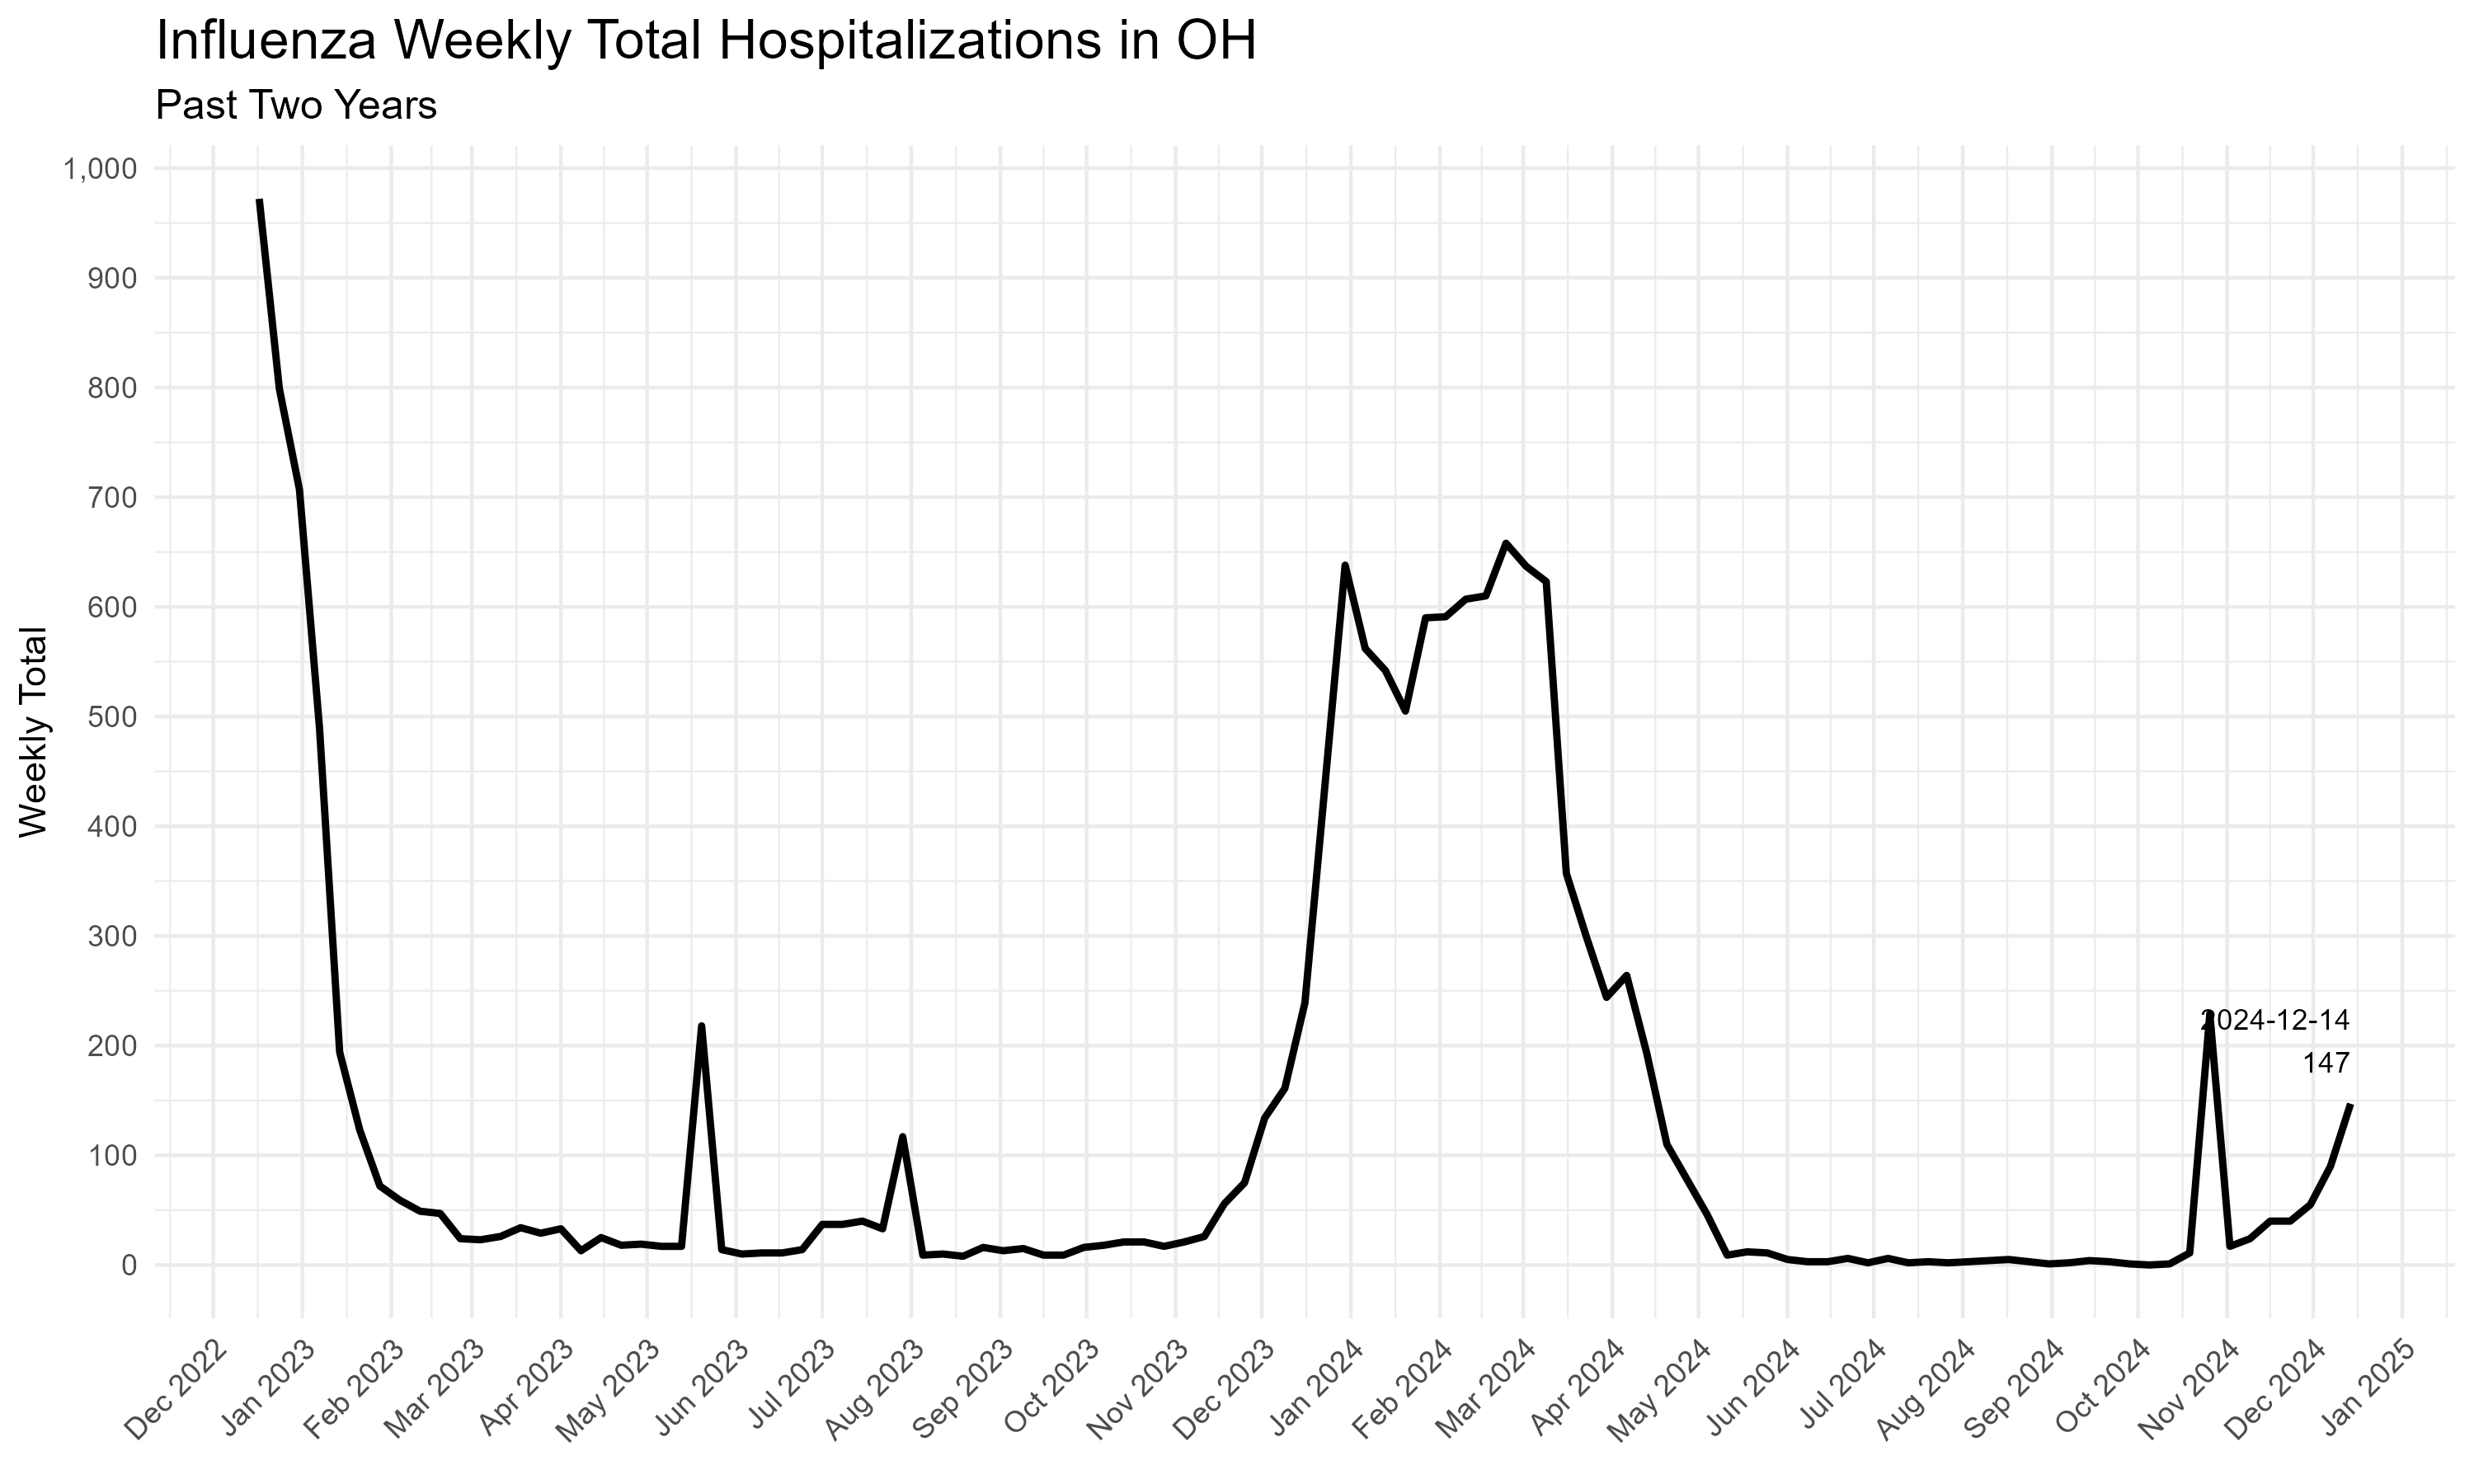 Influenza Weekly Total Hospitalizations in OH
Past Two Years
1,000
900
800
700
600
500
400
300
200
100
0
Weekly Total
2024-12-14
147
Dec 2022
Jan 2023
Feb 2023
Mar 2023
Apr 2023
May 2023
Jun 2023
Jul 2023
Aug 2023
Sep 2023
Oct 2023
Nov 2023
Dec 2023
Jan 2024
Feb 2024
Mar 2024
Apr 2024
May 2024
Jun 2024
Jul 2024
Aug 2024
Sep 2024
Oct 2024
Nov 2024
Dec 2024
Jan 2025